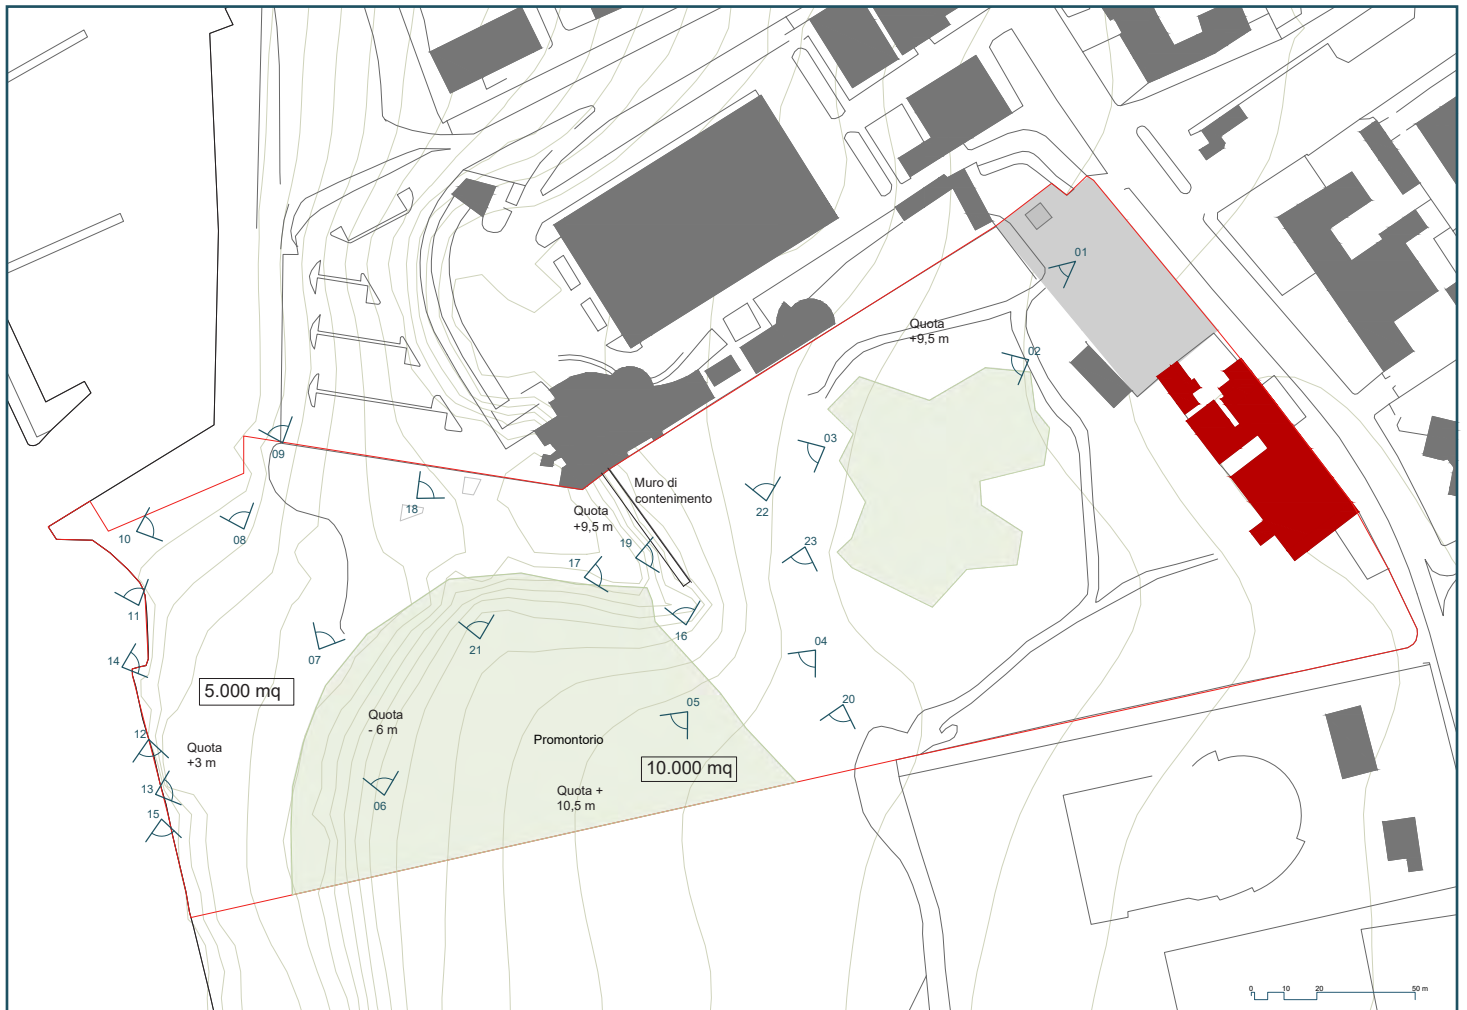 01
Quota
+9,5 m
02
03
09
Muro di
contenimento
18
Quota
+9,5 m
22
10
08
19
23
17
11
16
04
14
07
21
5.000 mq
05
20
Quota
- 6 m
12
Promontorio
Quota
+3 m
10.000 mq
13
06
Quota +
10,5 m
15
0 10 20 50 m